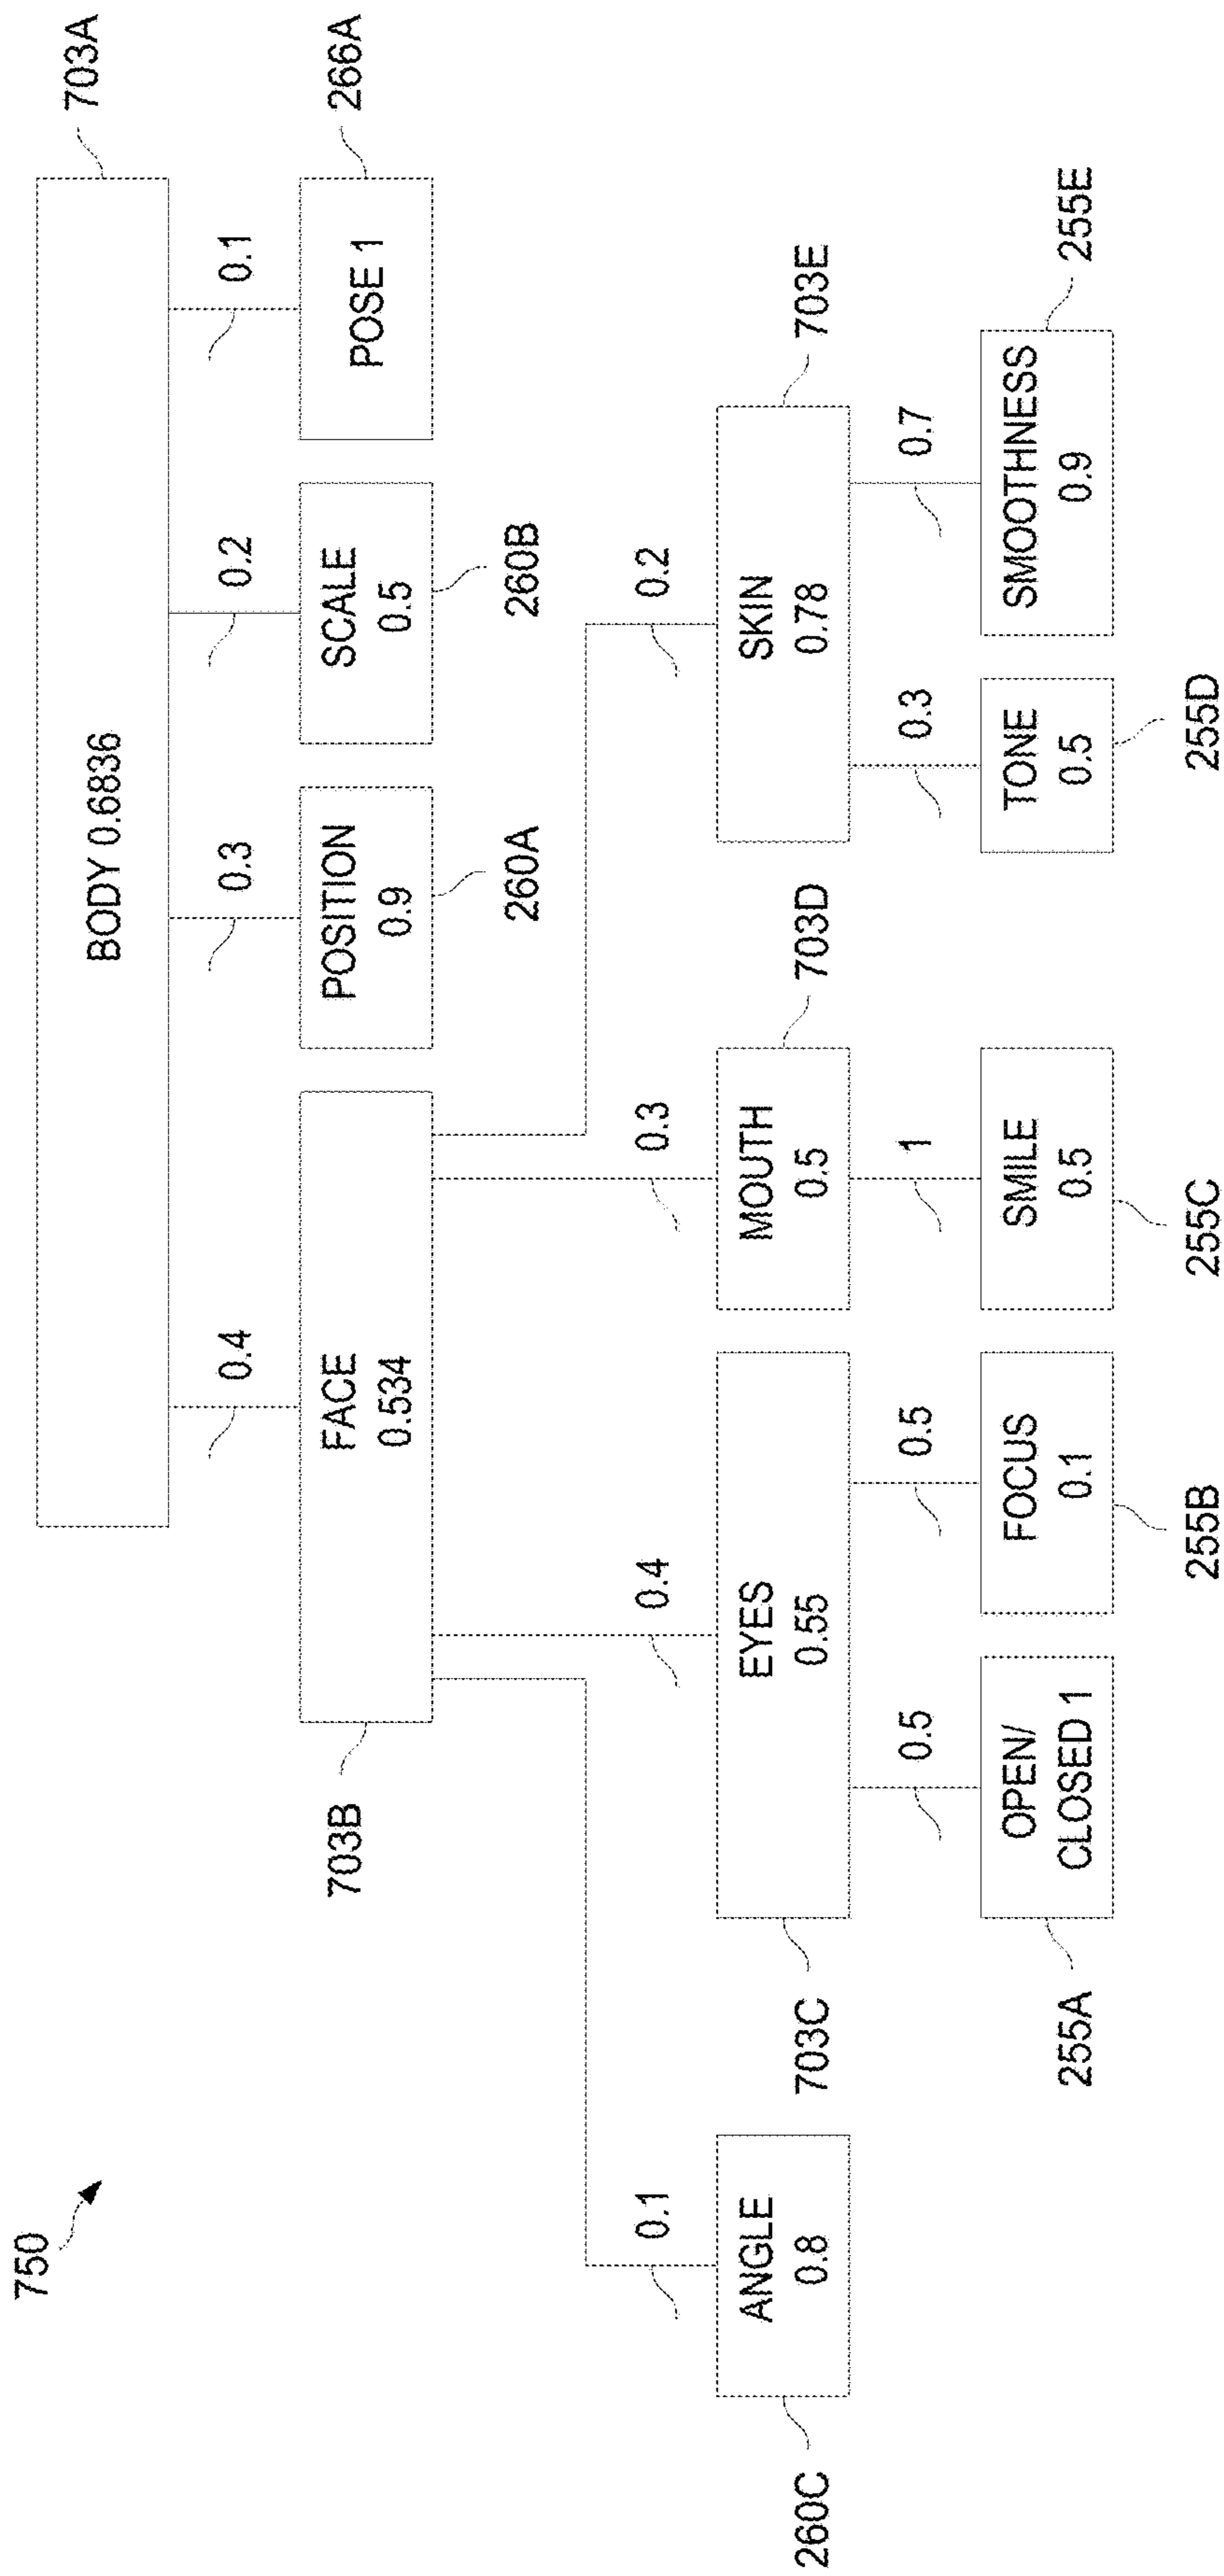 750
703A
BODY 0.6836
0.4
0.3
0.2
0.1
703B
FACE
0.534
POSITION
0.9
260A
SCALE
0.5
260B
POSE 1
266A
0.1
0.4
0.3
0.2
260C
ANGLE
0.8
703C
EYES
0.55
MOUTH
0.5
703D
SKIN
0.78
703E
0.5
0.5
1
0.3
0.7
255A
OPEN/
CLOSED 1
FOCUS
0.1
255B
SMILE
0.5
255C
TONE
0.5
255D
SMOOTHNESS
0.9
255E